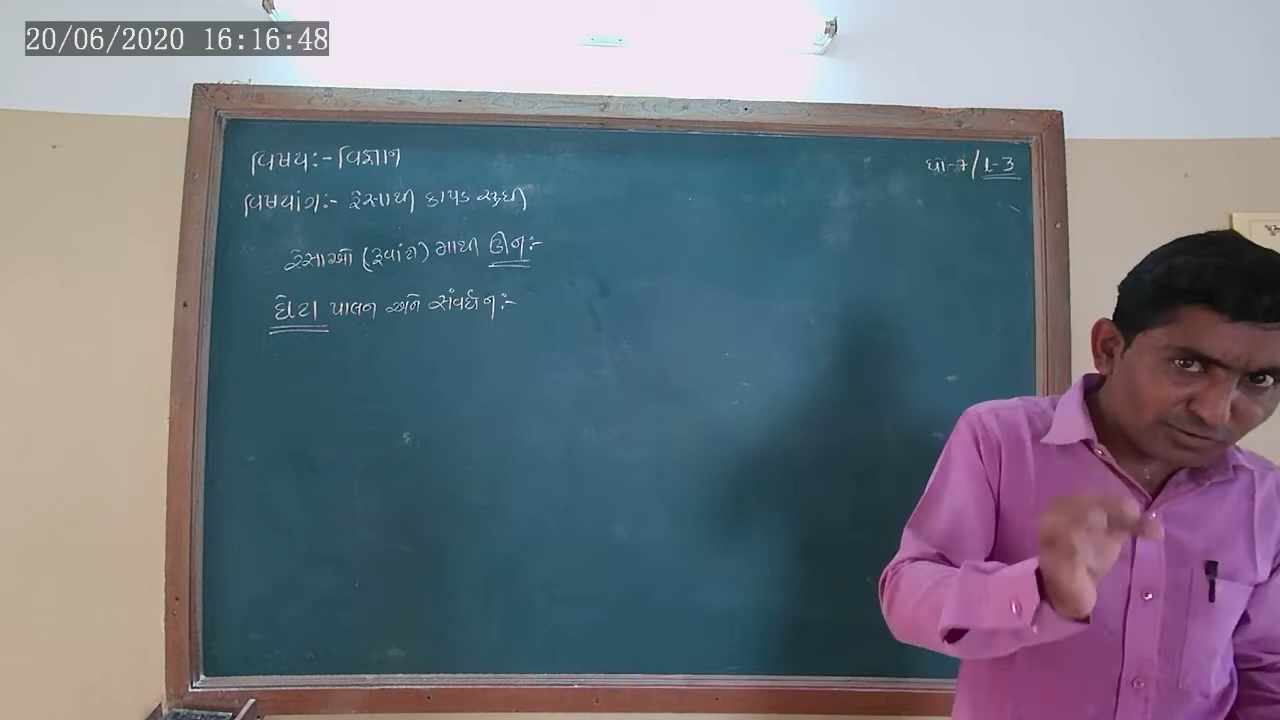 20/06/2020 16:16:48
વિષય:- વિજ્ઞાન
ધો-7/L-3
વિષયાંગ:- રેસાથી કાપડ સુધી
રેસાઓ (રૂવાંટી) માથી ઊન:-
ઘેટા પાલન અને સંવર્ધન:-